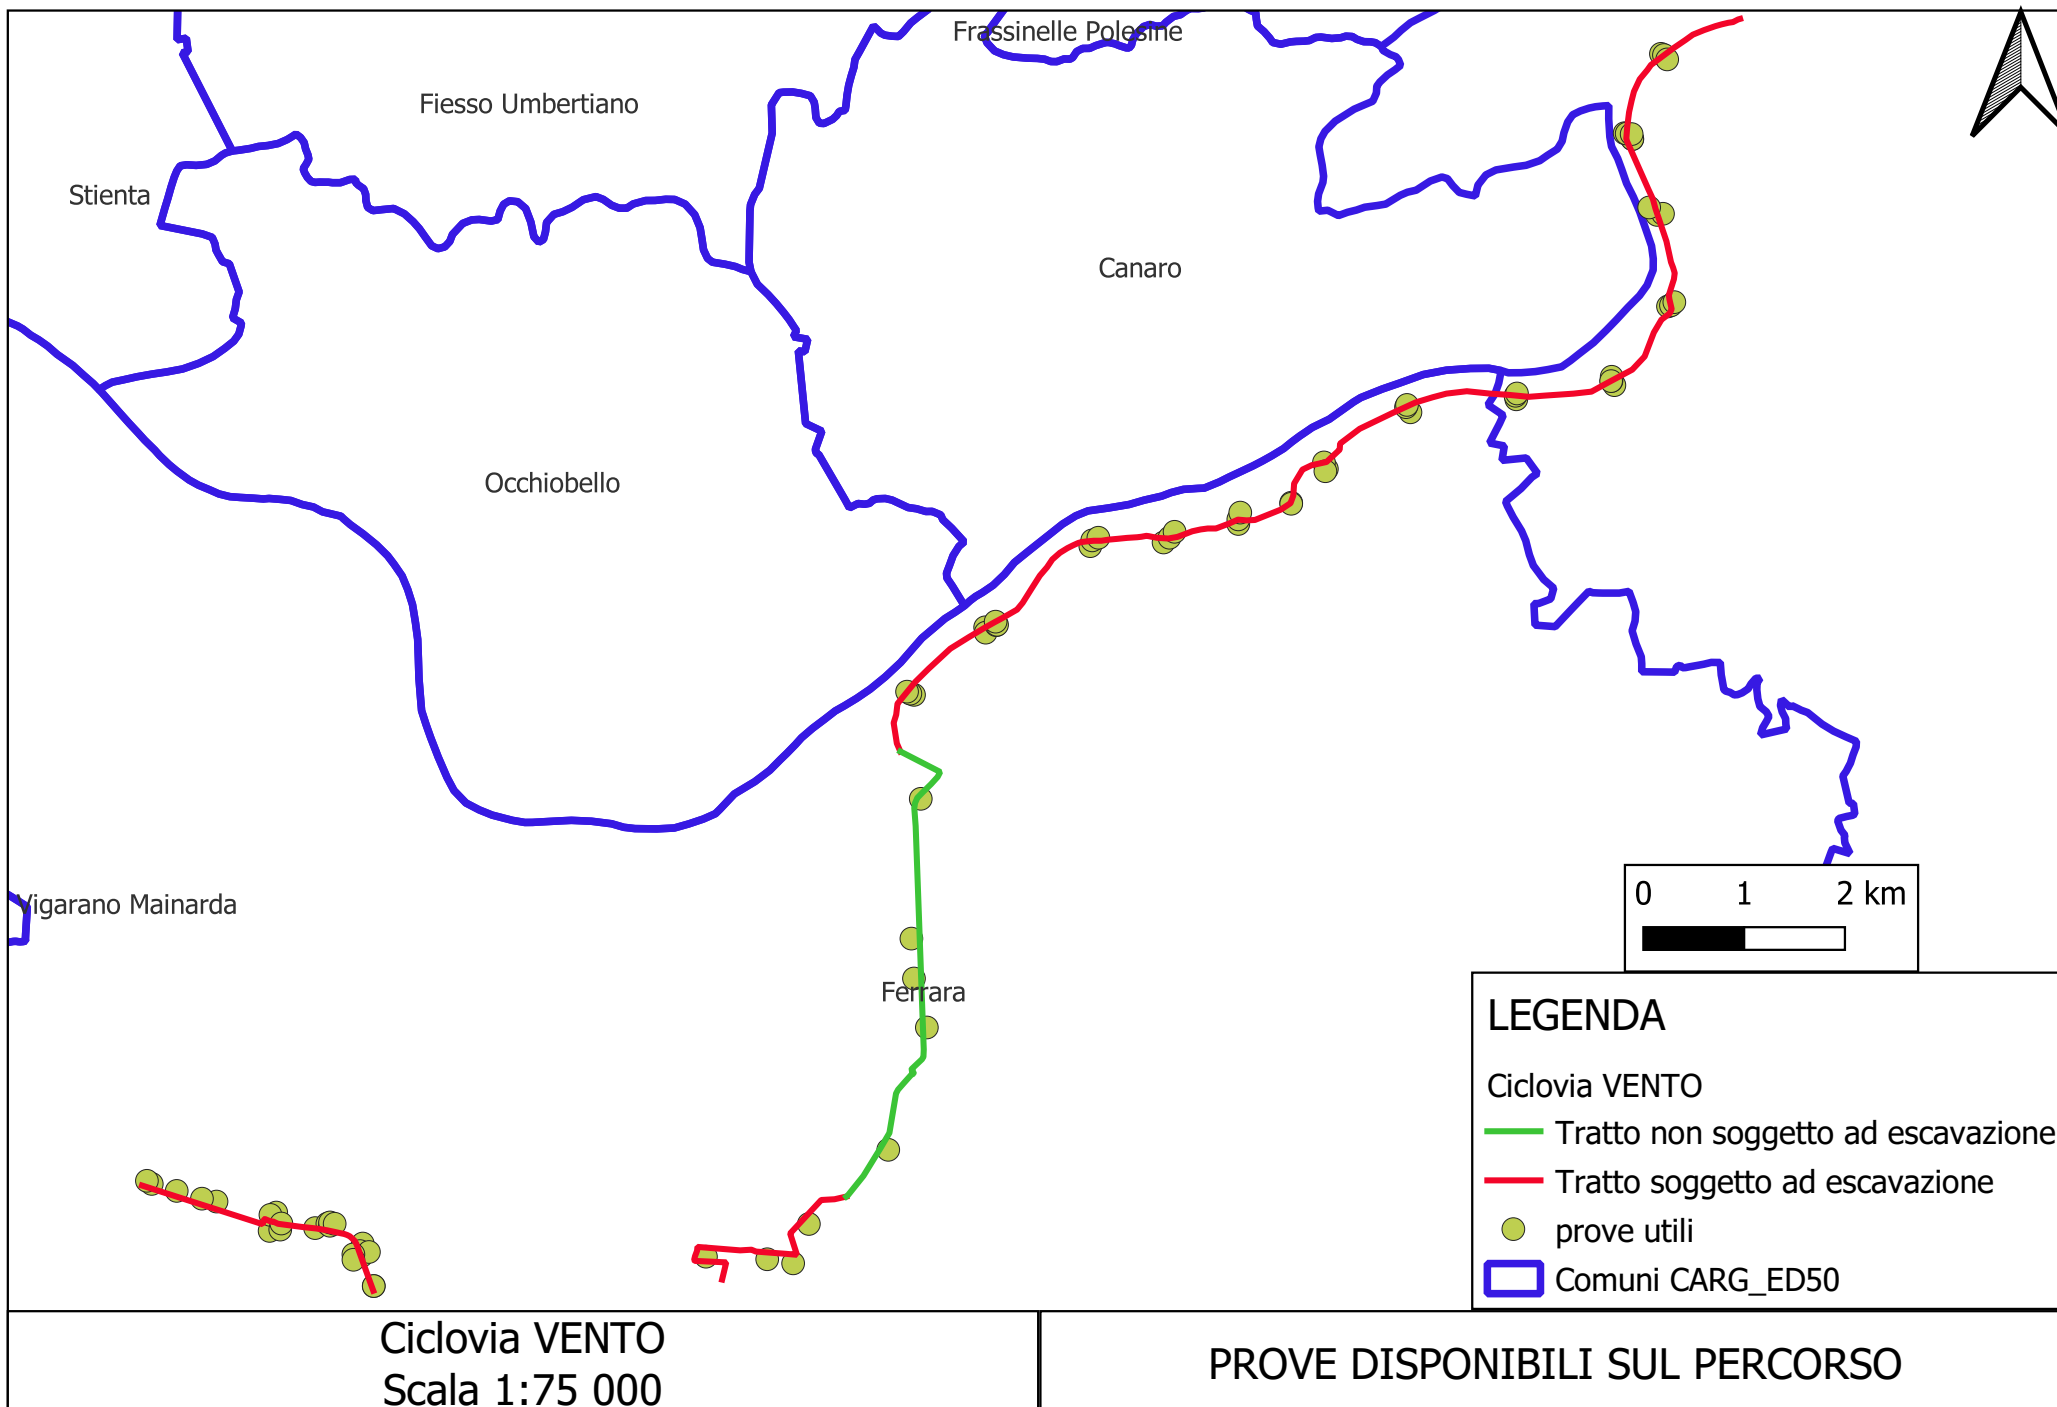 Frassinelle Polesine
Fiesso Umbertiano
Stienta
Canaro
Occhiobello
Vigarano Mainarda
Ferrara
0 1 2 km
LEGENDA
Ciclovia VENTO
Tratto non soggetto ad escavazione
Tratto soggetto ad escavazione
prove utili
Comuni CARG_ED50
Ciclovia VENTO
Scala 1:75 000
PROVE DISPONIBILI SUL PERCORSO